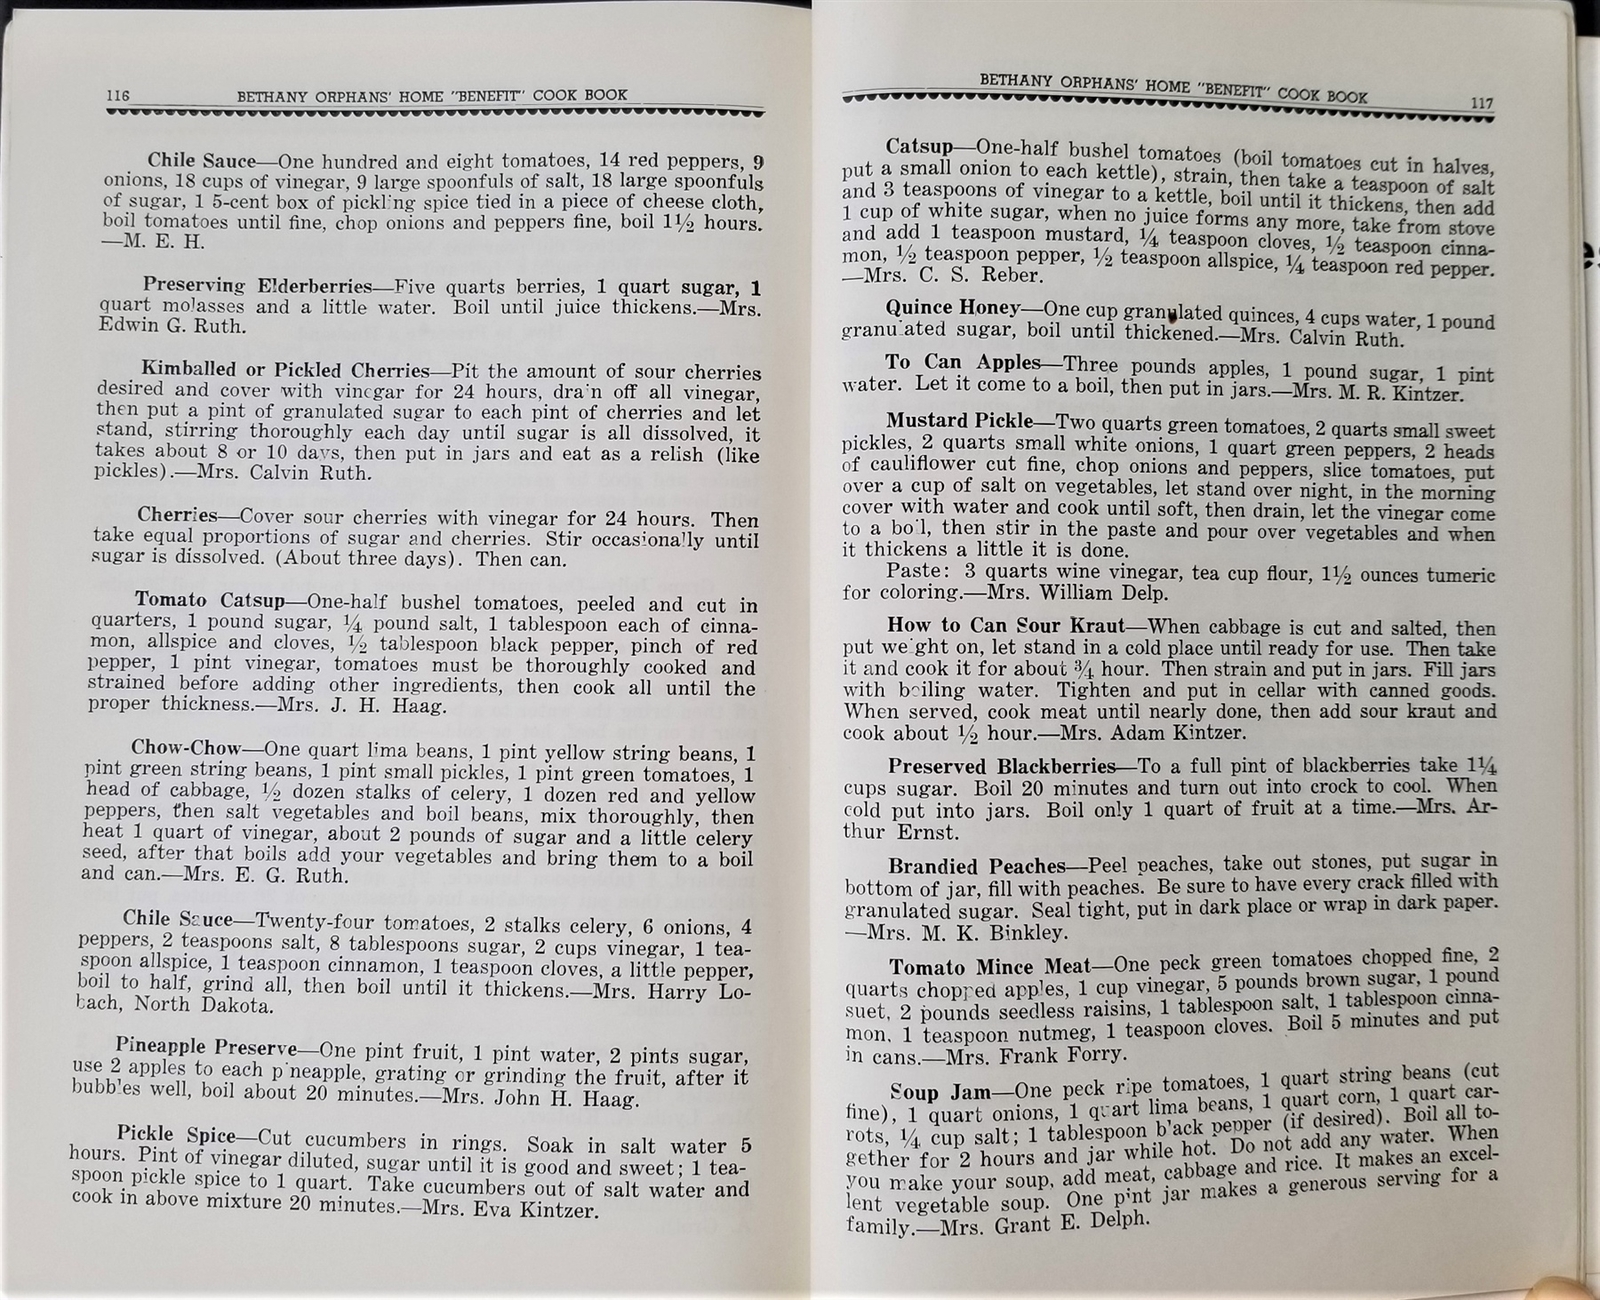 116 BETHANY ORPHANS' HOME "BENEFIT' COOK BOOK
Chile Sauce—One hundred and eight tomatoes, 14 red peppers, 9
onions, 18 cups of vinegar, 9 large spoonfuls of salt, 18 large spoonfuls
of sugar, 1 5-cent box of pickling spice tied in a piece of cheese cloth,
boil tomatoes until fine, chop onions and peppers fine, boil 1½ hours.
—M. E. H.
Preserving Elderberries—Five quarts berries, 1 quart sugar, 1
quart molasses and a little water. Boil until juice thickens.—Mrs.
Edwin G. Ruth.
Kimballed or Pickled Cherries—Pit the amount of sour cherries
desired and cover with vinegar for 24 hours, drain off all vinegar,
then put a pint of granulated sugar to each pint of cherries and let
stand, stirring thoroughly each day until sugar is all dissolved, it
takes about 8 or 10 days, then put in jars and eat as a relish (like
pickles).—Mrs. Calvin Ruth.
Cherries—Cover sour cherries with vinegar for 24 hours. Then
take equal proportions of sugar and cherries. Stir occasionally until
sugar is dissolved. (About three days). Then can.
Tomato Catsup—One-half bushel tomatoes, peeled and cut in
quarters, 1 pound sugar, ¼ pound salt, 1 tablespoon each of cinna-
mon, allspice and cloves, ½ tablespoon black pepper, pinch of red
pepper, 1 pint vinegar, tomatoes must be thoroughly cooked and
strained before adding other ingredients, then cook all until the
proper thickness.—Mrs. J. H. Haag.
Chow-Chow—One quart lima beans, 1 pint yellow string beans, 1
pint green string beans, 1 pint small pickles, 1 pint green tomatoes, 1
head of cabbage, ½ dozen stalks of celery, 1 dozen red and yellow
peppers, then salt vegetables and boil beans, mix thoroughly, then
heat 1 quart of vinegar, about 2 pounds of sugar and a little celery
seed, after that boils add your vegetables and bring them to a boil
and can.—Mrs. E. G. Ruth.
Chile Sauce—Twenty-four tomatoes, 2 stalks celery, 6 onions, 4
peppers, 2 teaspoons salt, 8 tablespoons sugar, 2 cups vinegar, 1 tea-
spoon allspice, 1 teaspoon cinnamon, 1 teaspoon cloves, a little pepper,
boil to half, grind all, then boil until it thickens.—Mrs. Harry Lo-
bach, North Dakota.
Pineapple Preserve—One pint fruit, 1 pint water, 2 pints sugar,
use 2 apples to each pineapple, grating or grinding the fruit, after it
bubbles well, boil about 20 minutes.—Mrs. John H. Haag.
Pickle Spice—Cut cucumbers in rings. Soak in salt water 5
hours. Pint of vinegar diluted, sugar until it is good and sweet; 1 tea-
spoon pickle spice to 1 quart. Take cucumbers out of salt water and
cook in above mixture 20 minutes.—Mrs. Eva Kintzer.
BETHANY ORPHANS' HOME "BENEFIT" COOK BOOK 117
Catsup—One-half bushel tomatoes (boil tomatoes cut in halves,
put a small onion to each kettle), strain, then take a teaspoon of salt
and 3 teaspoons of vinegar to a kettle, boil until it thickens, then add
1 cup of white sugar, when no juice forms any more, take from stove
and add 1 teaspoon mustard, ¼ teaspoon cloves, ½ teaspoon cinna-
mon, ½ teaspoon pepper, ½ teaspoon allspice, ¼ teaspoon red pepper.
—Mrs. C. S. Reber.
Quince Honey—One cup granulated quinces, 4 cups water, 1 pound
granulated sugar, boil until thickened.—Mrs. Calvin Ruth.
To Can Apples—Three pounds apples, 1 pound sugar, 1 pint
water. Let it come to a boil, then put in jars.—Mrs. M. R. Kintzer.
Mustard Pickle—Two quarts green tomatoes, 2 quarts small sweet
pickles, 2 quarts small white onions, 1 quart green peppers, 2 heads
of cauliflower cut fine, chop onions and peppers, slice tomatoes, put
over a cup of salt on vegetables, let stand over night, in the morning
cover with water and cook until soft, then drain, let the vinegar come
to a boil, then stir in the paste and pour over vegetables and when
it thickens a little it is done.
Paste: 3 quarts wine vinegar, tea cup flour, 1½ ounces tumeric
for coloring.—Mrs. William Delp.
How to Can Sour Kraut—When cabbage is cut and salted, then
put weight on, let stand in a cold place until ready for use. Then take
it and cook it for about ¾ hour. Then strain and put in jars. Fill jars
with boiling water. Tighten and put in cellar with canned goods.
When served, cook meat until nearly done, then add sour kraut and
cook about ½ hour.—Mrs. Adam Kintzer.
Preserved Blackberries—To a full pint of blackberries take 1¼
cups sugar. Boil 20 minutes and turn out into crock to cool. When
cold put into jars. Boil only 1 quart of fruit at a time.—Mrs. Ar-
thur Ernst.
Brandied Peaches—Peel peaches, take out stones, put sugar in
bottom of jar, fill with peaches. Be sure to have every crack filled with
granulated sugar. Seal tight, put in dark place or wrap in dark paper.
—Mrs. M. K. Binkley.
Tomato Mince Meat—One peck green tomatoes chopped fine, 2
quarts chopped apples, 1 cup vinegar, 5 pounds brown sugar, 1 pound
suet, 2 pounds seedless raisins, 1 tablespoon salt, 1 tablespoon cinna-
mon, 1 teaspoon nutmeg, 1 teaspoon cloves. Boil 5 minutes and put
in cans.—Mrs. Frank Forry.
Soup Jam—One peck ripe tomatoes, 1 quart string beans (cut
fine), 1 quart onions, 1 quart lima beans, 1 quart corn, 1 quart car-
rots, ¼ cup salt; 1 tablespoon black pepper (if desired). Boil all to-
gether for 2 hours and jar while hot. Do not add any water. When
you make your soup, add meat, cabbage and rice. It makes an excel-
lent vegetable soup. One pint jar makes a generous serving for a
family.—Mrs. Grant E. Delph.